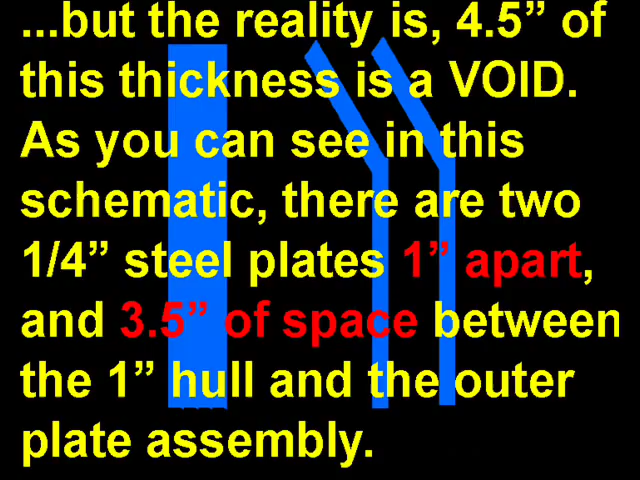 ...but the reality is, 4.5” of
this thickness is a VOID.
As you can see in this
schematic, there are two
1/4” steel plates 1” apart,
and 3.5” of space between
the 1” hull and the outer
plate assembly.